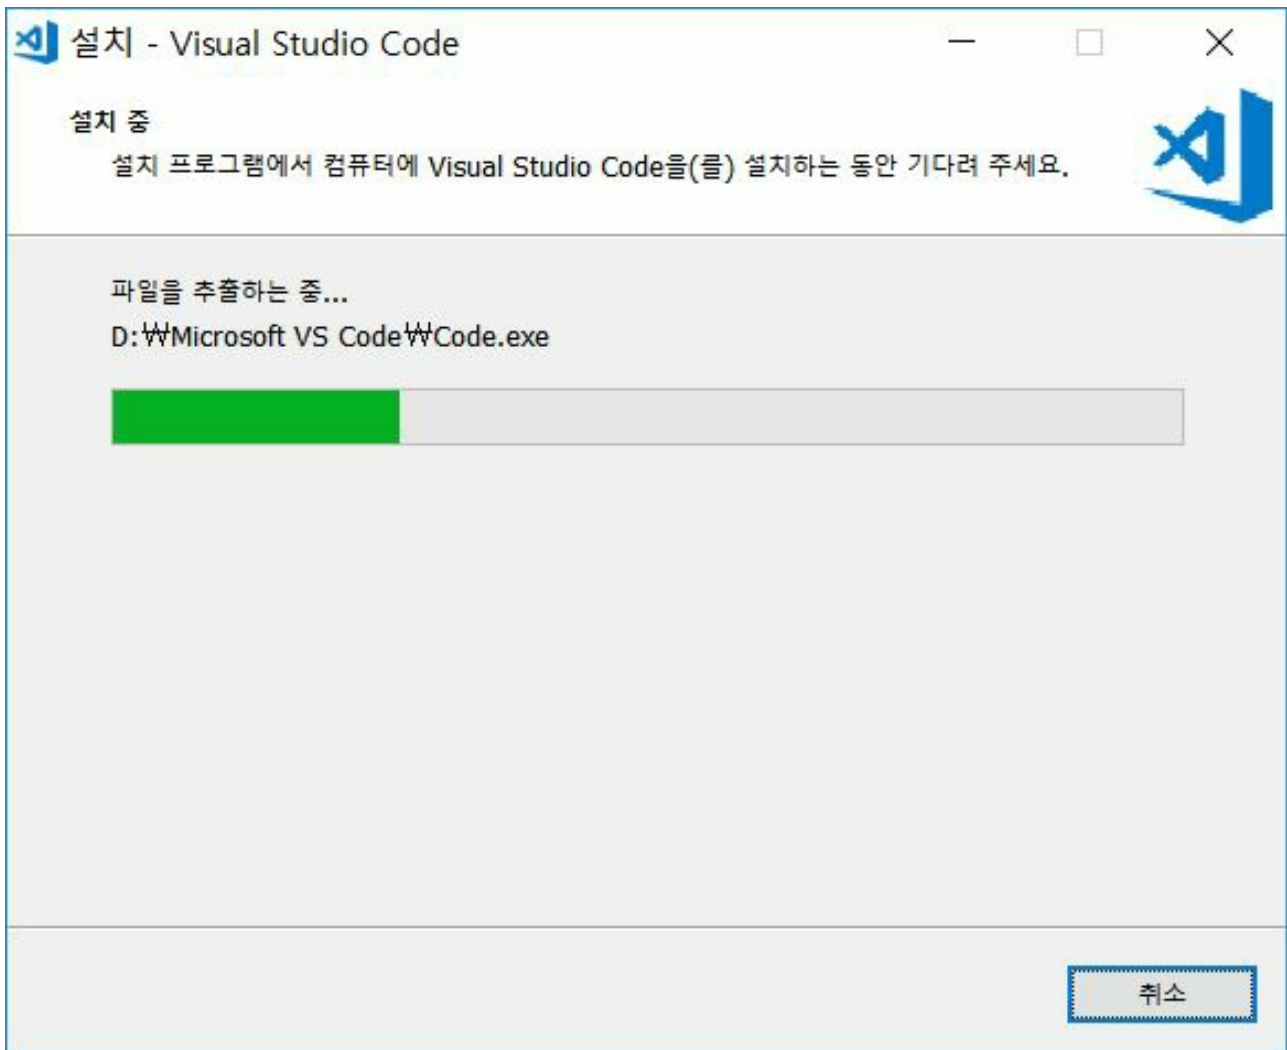 설치 - Visual Studio Code
설치 중
설치 프로그램에서 컴퓨터에 Visual Studio Code을(를) 설치하는 동안 기다려 주세요.
파일을 추출하는 중...
D:₩Microsoft VS Code₩Code.exe
취소